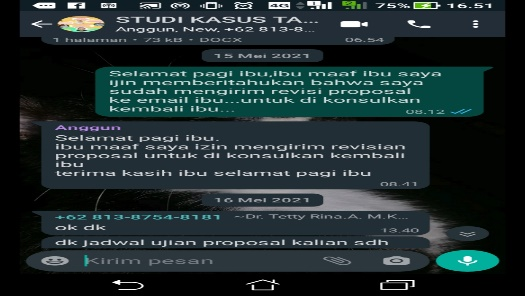 4G 75% 16.51
STUDI KASUS TA...
Anggun, New, +62 813-8...
1 halaman • 73 kB • DOCX 06.54
15 Mei 2021
Selamat pagi ibu,ibu maaf ibu saya
ijin memberitahukan bahwa saya
sudah mengirim revisi proposal
ke email ibu...untuk di konsulkan
kembali ibu...
08.12
Anggun
Selamat pagi ibu.
ibu maaf saya izin mengirim revisian
proposal untuk di konsulkan kembali
ibu
terima kasih ibu selamat pagi ibu
08.41
16 Mei 2021
+62 813-8754-8181 ~Dr. Tetty Rina.A. M.K...
ok dk
13.40
dk jadwal ujian proposal kalian sdh
Kirim pesan